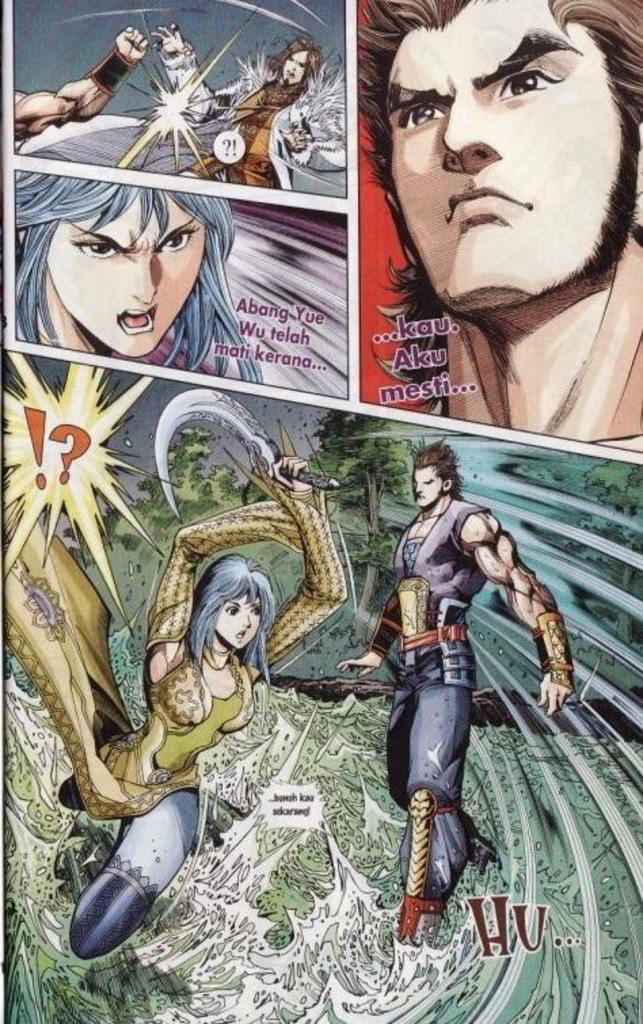 ?!
Abang Yue
Wu telah
mati kerana...
...kau.
Aku
mesti...
!?
...bunuh kau
sekarang!
HU...